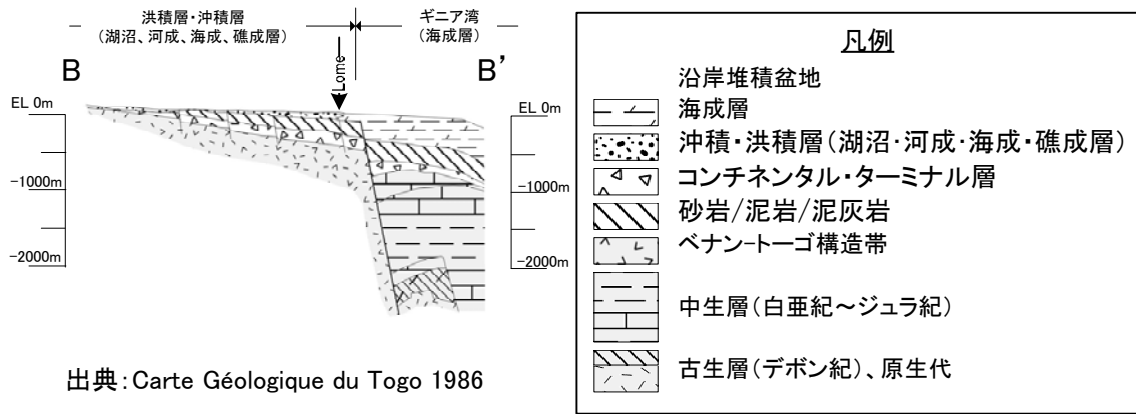 洪積層・沖積層
(湖沼、河成、海成、礁成層)
ギニア湾
(海成層)
B
B’
Lome
EL 0m
-1000m
-2000m
EL 0m
-1000m
-2000m
出典:Carte Géologique du Togo 1986
凡例
沿岸堆積盆地
海成層
沖積・洪積層(湖沼・河成・海成・礁成層)
コンチネンタル・ターミナル層
砂岩/泥岩/泥灰岩
ベナン-トーゴ構造帯
中生層(白亜紀~ジュラ紀)
古生層(デボン紀)、原生代